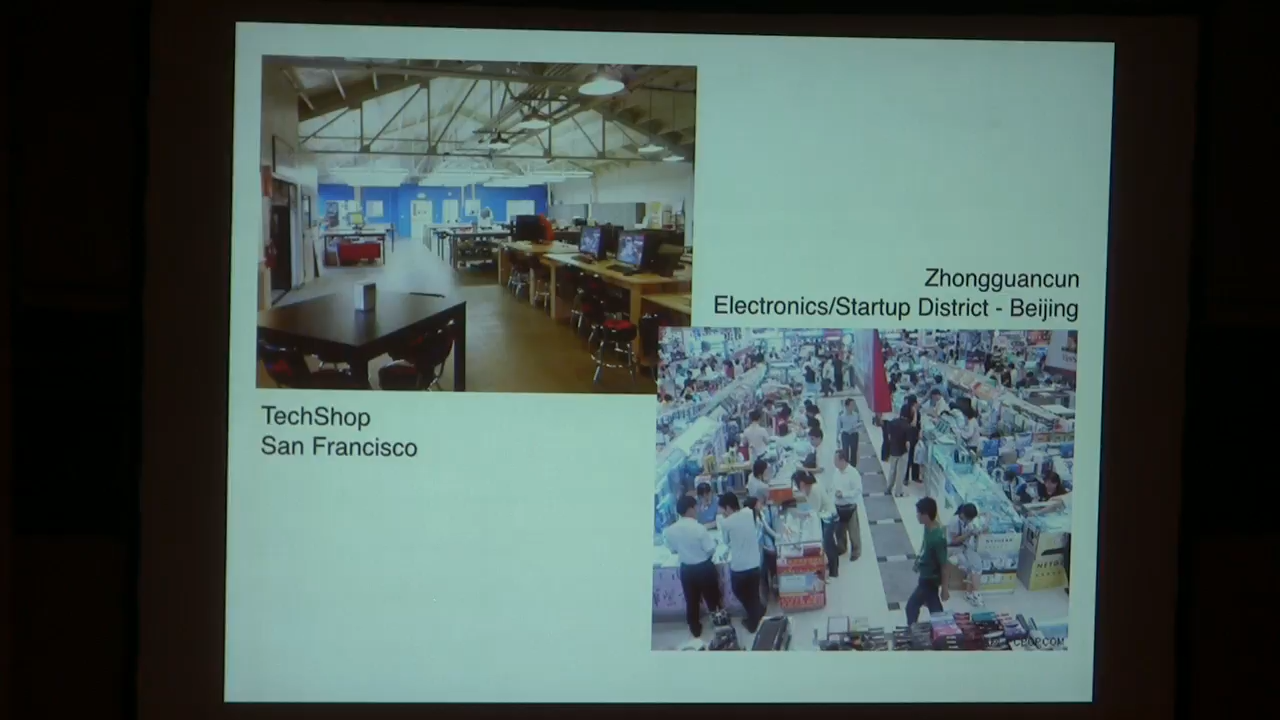 Zhongguancun
Electronics/Startup District - Beijing
TechShop
San Francisco